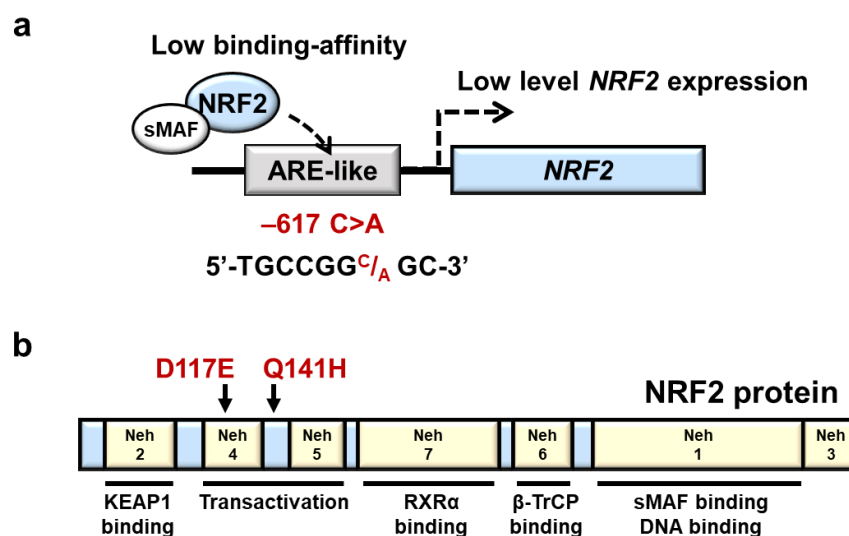 a
Low binding-affinity
NRF2
sMAF
Low level NRF2 expression
ARE-like
NRF2
–617 C>A
5’-TGCCGGC/A GC-3’
b
D117E Q141H
NRF2 protein
Neh 2
Neh 4
Neh 5
Neh 7
Neh 6
Neh 1
Neh 3
KEAP1
binding
Transactivation
RXRα
binding
β-TrCP
binding
sMAF binding
DNA binding